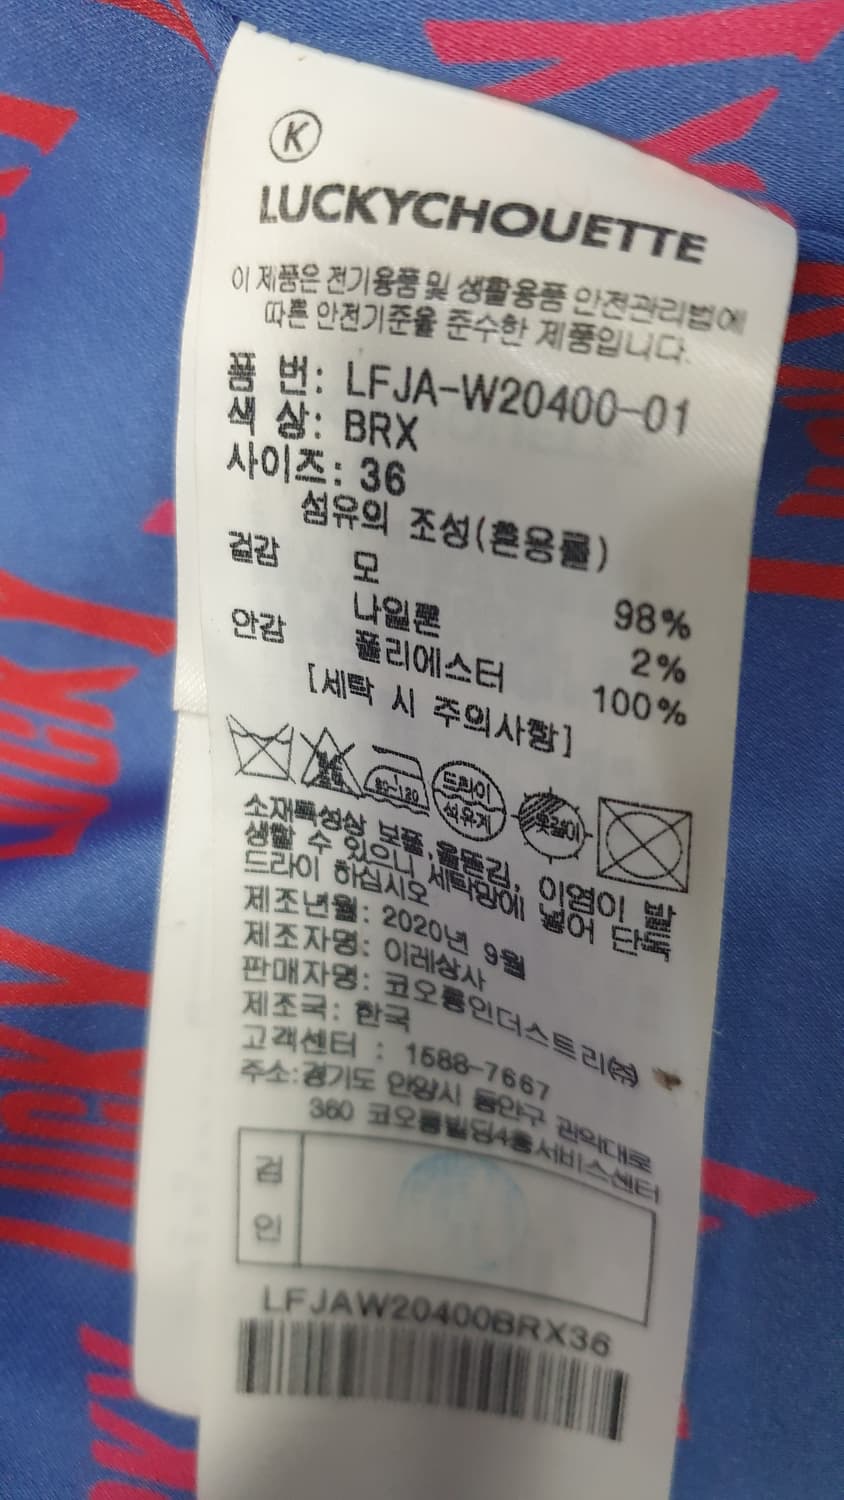 K
LUCKYCHOUETTE
이 제품은 전기용품 및 생활용품 안전관리법에
따른 안전기준을 준수한 제품입니다.
품 번: LFJA-W20400-01
색 상: BRX
사이즈: 36
섬유의 조성(혼용률)
겉감 모 98%
나일론 2%
안감 폴리에스터 100%
[세탁 시 주의사항]
80~120 드라이 석유계 옷걸이
소재특성상 보풀,올뜯김, 이염이 발
생할 수 있으니 세탁망에 넣어 단독
드라이 하십시오
제조년월: 2020년 9월
제조자명: 이레상사
판매자명: 코오롱인더스트리(주)
제조국: 한국
고객센터 : 1588-7667
주소:경기도 안양시 동안구 관악대로
360 코오롱빌딩4층서비스센터
검
인
LFJAW20400BRX36
LUCKY
LUCKY
LUCKY